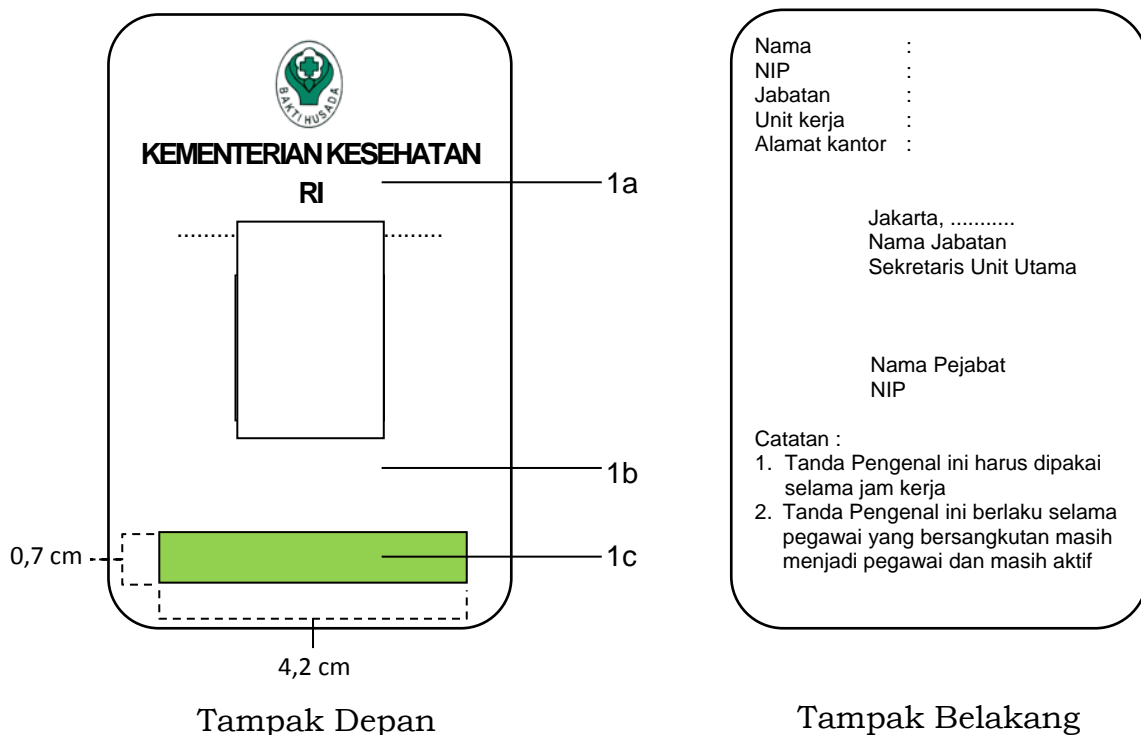 BAKTI HUSADA
KEMENTERIAN KESEHATAN
RI
1a
.................. ..................
1b
1c
0,7 cm
4,2 cm
Tampak Depan
Nama :
NIP :
Jabatan :
Unit kerja :
Alamat kantor :
Jakarta, ...........
Nama Jabatan
Sekretaris Unit Utama
Nama Pejabat
NIP
Catatan :
1. Tanda Pengenal ini harus dipakai
selama jam kerja
2. Tanda Pengenal ini berlaku selama
pegawai yang bersangkutan masih
menjadi pegawai dan masih aktif
Tampak Belakang